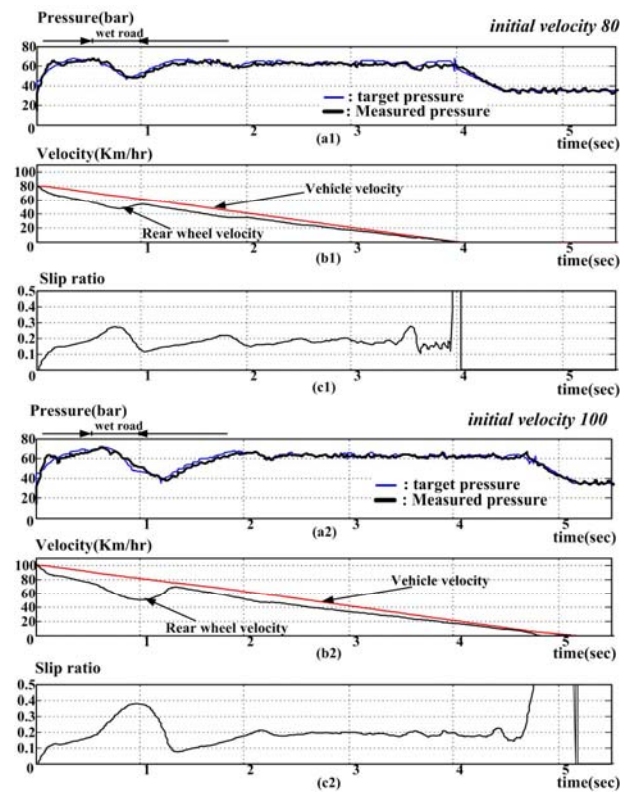 Pressure(bar)
initial velocity 80
wet road
80
60
40
20
0
: target pressure
: Measured pressure
1 2 3 4 5
time(sec)
(a1)
Velocity(Km/hr)
100
80
60
40
20
0
Vehicle velocity
Rear wheel velocity
1 2 3 4 5
time(sec)
(b1)
Slip ratio
0.5
0.4
0.3
0.2
0.1
0
1 2 3 4 5
time(sec)
(c1)
Pressure(bar)
initial velocity 100
wet road
80
60
40
20
0
: target pressure
: Measured pressure
1 2 3 4 5
time(sec)
(a2)
Velocity(Km/hr)
100
80
60
40
20
0
Vehicle velocity
Rear wheel velocity
1 2 3 4 5
time(sec)
(b2)
Slip ratio
0.5
0.4
0.3
0.2
0.1
0
1 2 3 4 5
time(sec)
(c2)